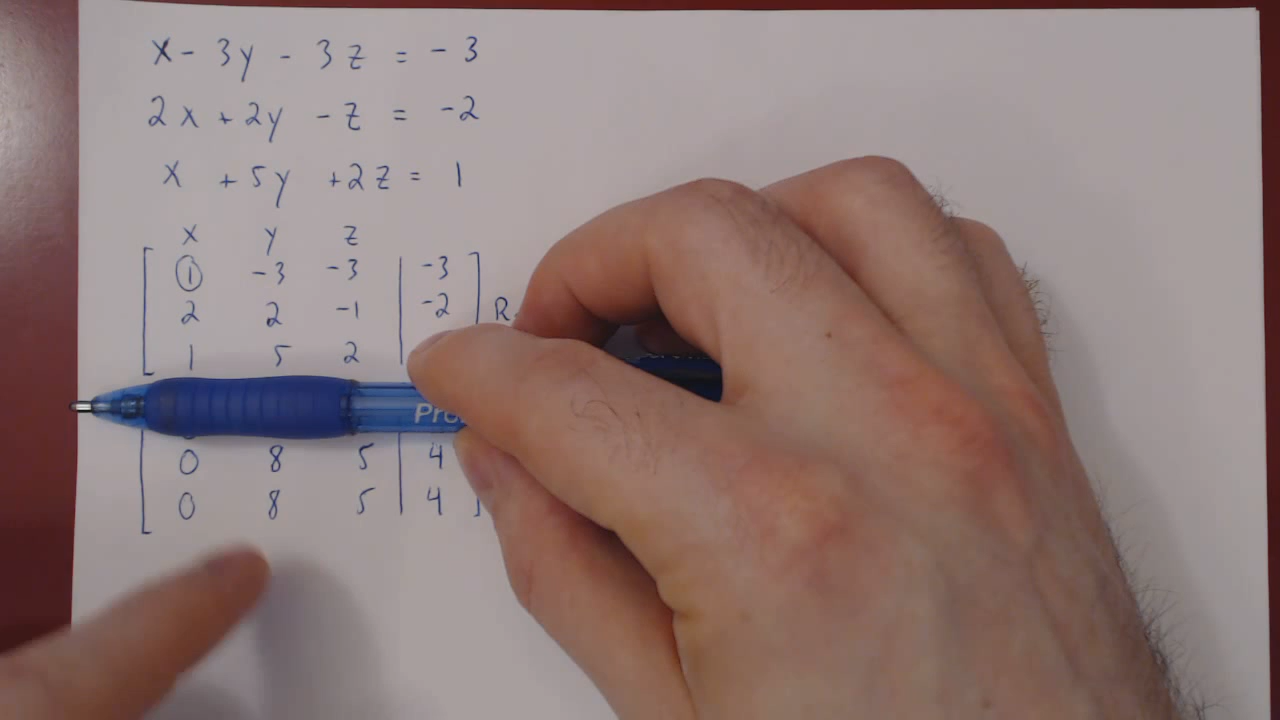 x - 3y - 3z = -3
2x + 2y - z = -2
x + 5y + 2z = 1
x y z
1 -3 -3 | -3
2 2 -1 | -2 R
1 5 2
0 8 5 | 4
0 8 5 | 4